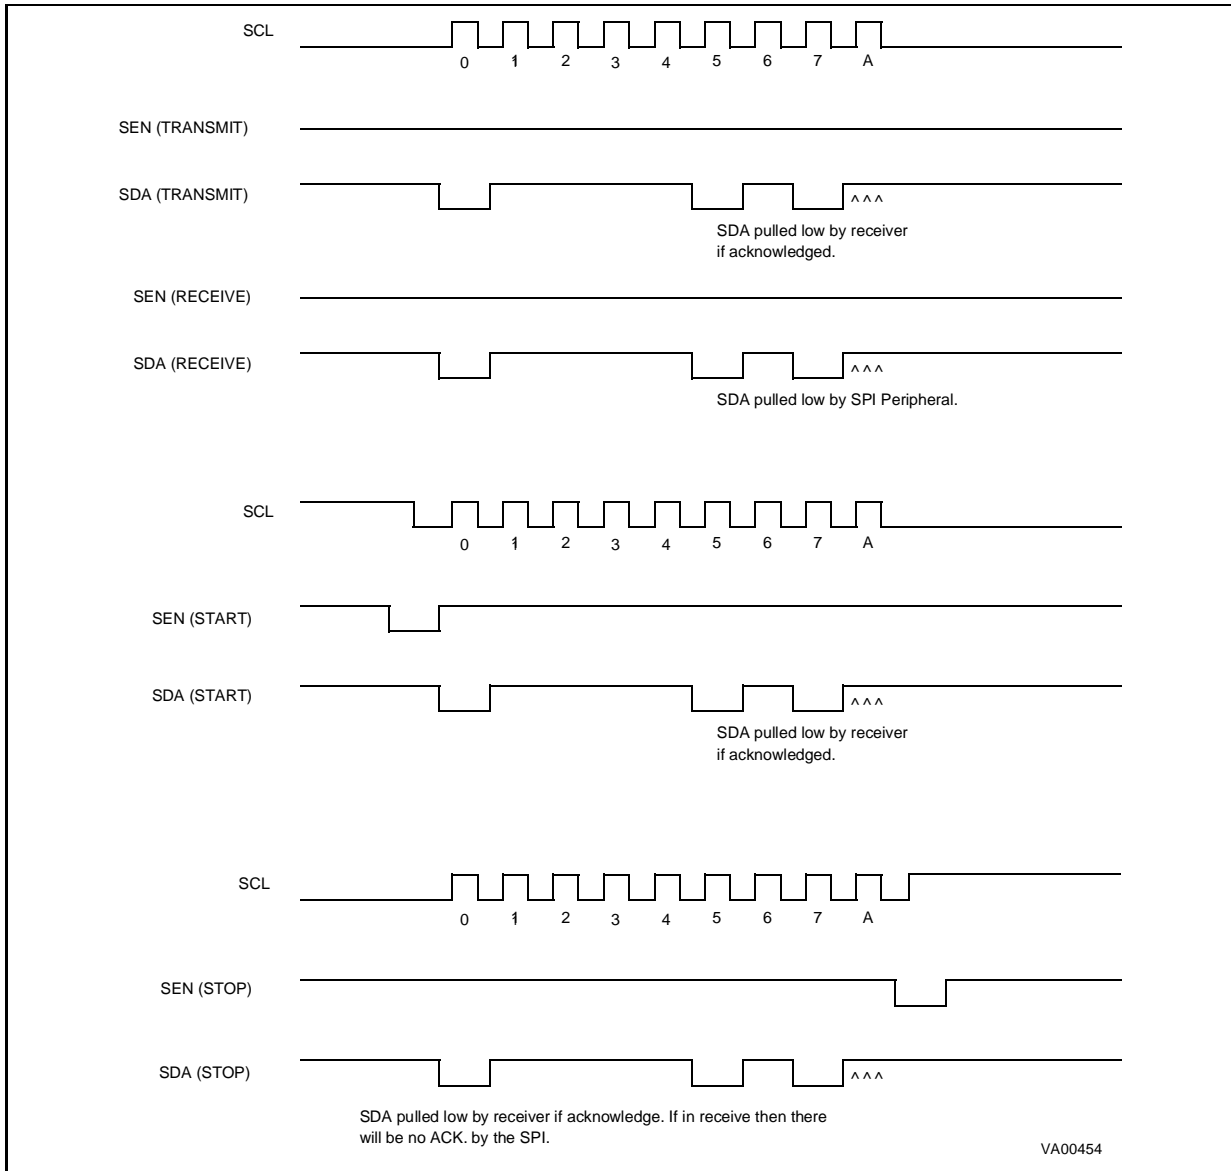 SCL
0 1 2 3 4 5 6 7 A
SEN (TRANSMIT)
SDA (TRANSMIT)
^ ^ ^
SDA pulled low by receiver
if acknowledged.
SEN (RECEIVE)
SDA (RECEIVE)
^ ^ ^
SDA pulled low by SPI Peripheral.
SCL
0 1 2 3 4 5 6 7 A
SEN (START)
SDA (START)
^ ^ ^
SDA pulled low by receiver
if acknowledged.
SCL
0 1 2 3 4 5 6 7 A
SEN (STOP)
SDA (STOP)
^ ^ ^
SDA pulled low by receiver if acknowledge. If in receive then there
will be no ACK. by the SPI.
VA00454